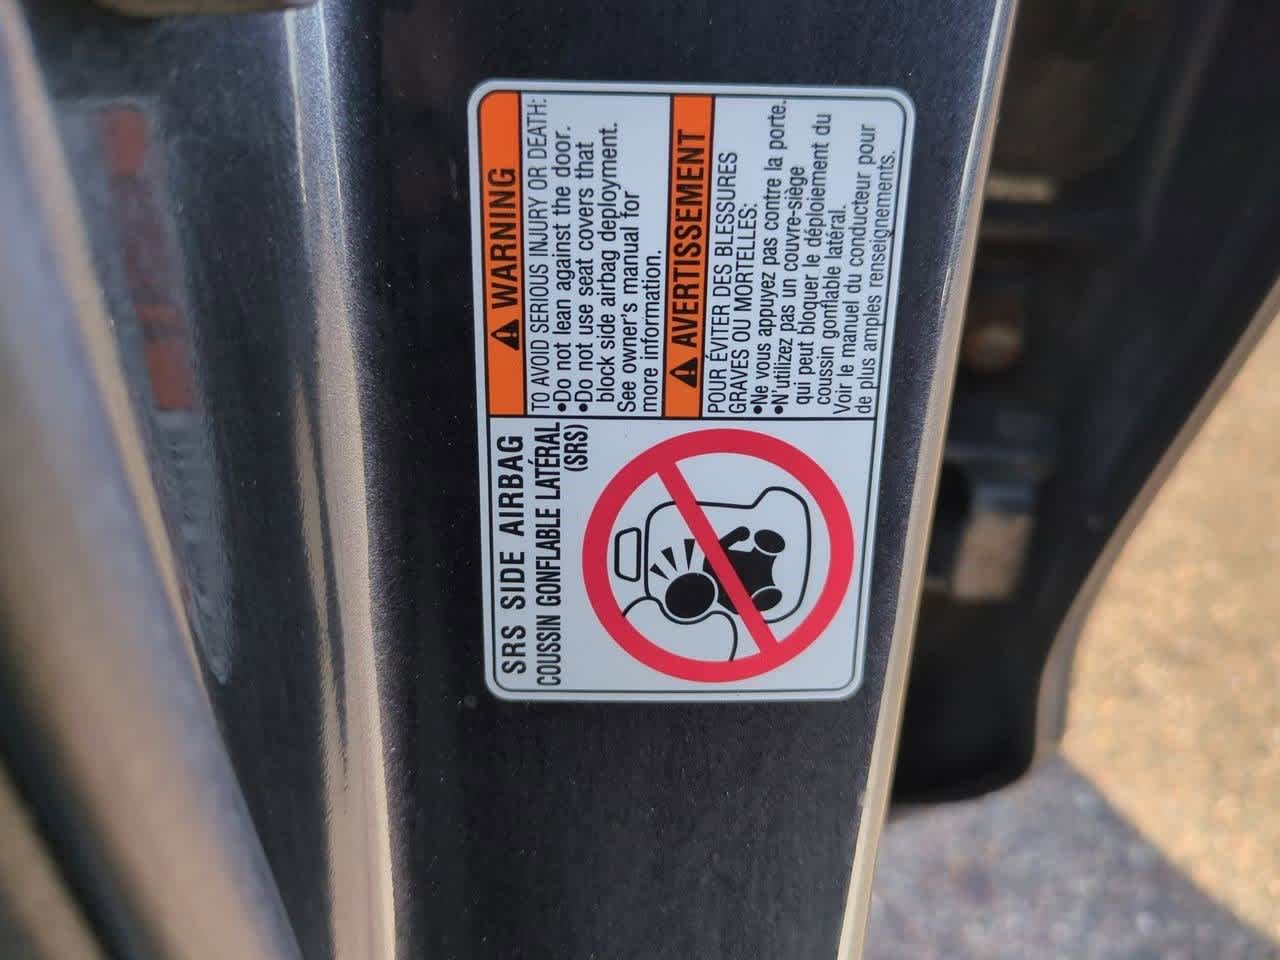 SRS SIDE AIRBAG
COUSSIN GONFLABLE LATÉRAL
(SRS)
WARNING
TO AVOID SERIOUS INJURY OR DEATH:
•Do not lean against the door.
•Do not use seat covers that
block side airbag deployment.
See owner's manual for
more information.
AVERTISSEMENT
POUR ÉVITER DES BLESSURES
GRAVES OU MORTELLES:
•Ne vous appuyez pas contre la porte.
•N'utilizez pas un couvre-siège
qui peut bloquer le déploiement du
coussin gonflable latéral.
Voir le manuel du conducteur pour
de plus amples renseignements.